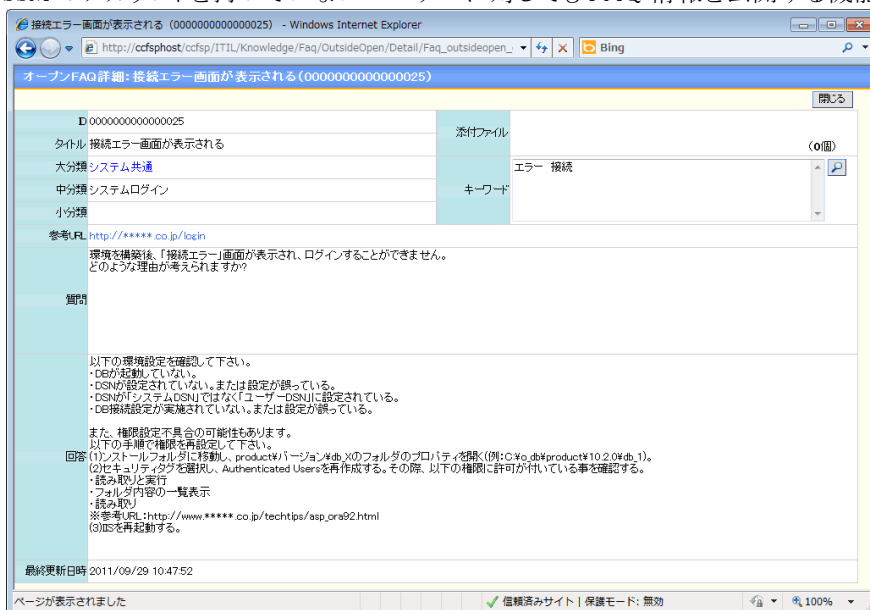 接続エラー画面が表示される (0000000000000025) - Windows Internet Explorer
http://ccfsphost/ccfsp/ITIL/Knowledge/Faq/OutsideOpen/Detail/Faq_outsideopen_
Bing
オープンFAQ詳細:接続エラー画面が表示される(0000000000000025)
閉じる
ID 0000000000000025
添付ファイル
(0個)
タイトル 接続エラー画面が表示される
大分類 システム共通
キーワード
エラー 接続
中分類 システムログイン
小分類
参考URL http://*****.co.jp/login
質問
環境を構築後、「接続エラー」画面が表示され、ログインすることができません。
どのような理由が考えられますか?
回答
以下の環境設定を確認して下さい。
・DBが起動していない。
・DSNが設定されていない。または設定が誤っている。
・DSNが「システムDSN」ではなく「ユーザーDSN」に設定されている。
・DB接続設定が実施されていない。または設定が誤っている。
また、権限設定不具合の可能性もあります。
以下の手順で権限を再設定して下さい。
(1)ンストールフォルダに移動し、product¥バージョン¥db_Xのフォルダのプロパティを開く(例:C:¥o_db¥product¥10.2.0¥db_1)。
(2)セキュリティタグを選択し、Authenticated Usersを再作成する。その際、以下の権限に許可が付いている事を確認する。
・読み取りと実行
・フォルダ内容の一覧表示
・読み取り
※参考URL:http://www.*****.co.jp/techtips/asp_ora92.html
(3)IISを再起動する。
最終更新日時 2011/09/29 10:47:52
ページが表示されました
信頼済みサイト | 保護モード: 無効
100%